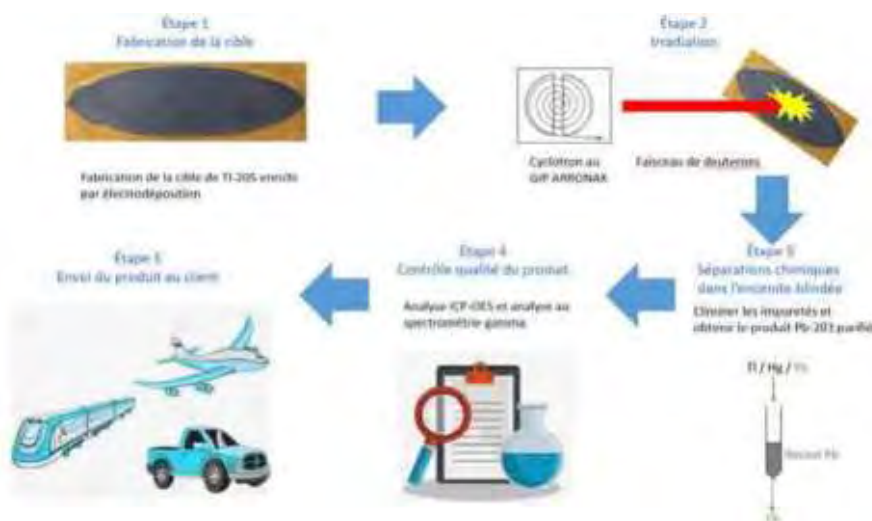 Étape 1
Fabrication de la cible
Fabrication de la cible de Tl-205 enrichi
par électrodéposition
Étape 2
Irradiation
Cyclotron au
GIP ARRONAX
Faisceau de deuterons
Étape 3
Séparations chimiques
dans l'enceinte blindée
Eliminer les impuretés et
obtenir le produit Pb-203 purifié
Tl / Hg / Pb
Résine Pb
Étape 4
Contrôle qualité du produit
Analyse ICP-OES et analyse au
spectrométrie gamma
Étape 5
Envoi du produit au client